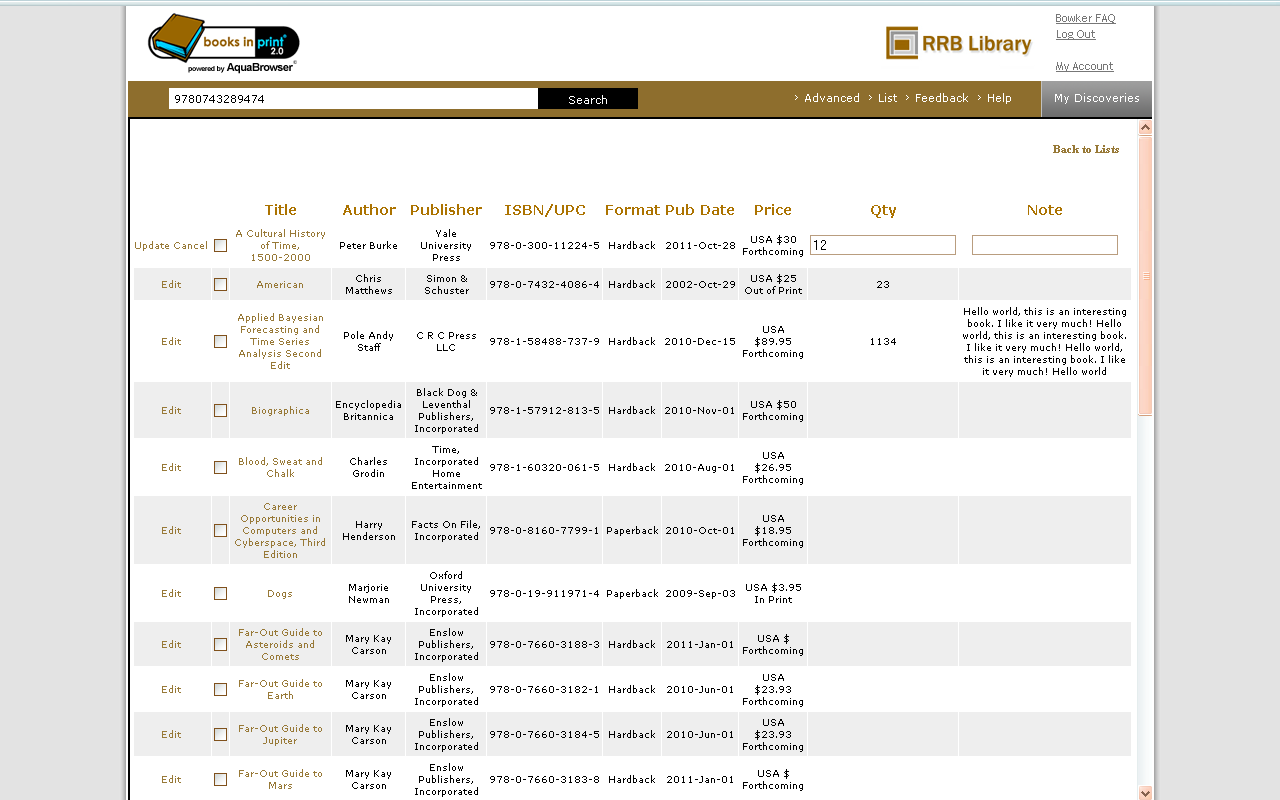 books in print 2.0
powered by AquaBrowser
RRB Library
Bowker FAQ
Log Out
My Account
9780743289474
Search
Advanced
List
Feedback
Help
My Discoveries
Back to Lists
Title Author Publisher ISBN/UPC Format Pub Date Price Qty Note
Update Cancel
A Cultural History
of Time,
1500-2000
Peter Burke
Yale
University
Press
978-0-300-11224-5
Hardback
2011-Oct-28
USA $30
Forthcoming
12
Edit
American
Chris
Matthews
Simon &
Schuster
978-0-7432-4086-4
Hardback
2002-Oct-29
USA $25
Out of Print
23
Edit
Applied Bayesian
Forecasting and
Time Series
Analysis Second
Edit
Pole Andy
Staff
C R C Press
LLC
978-1-58488-737-9
Hardback
2010-Dec-15
USA
$89.95
Forthcoming
1134
Hello world, this is an interesting
book. I like it very much! Hello
world, this is an interesting book.
I like it very much! Hello world,
this is an interesting book. I like
it very much! Hello world
Edit
Biographica
Encyclopedia
Britannica
Black Dog &
Leventhal
Publishers,
Incorporated
978-1-57912-813-5
Hardback
2010-Nov-01
USA $50
Forthcoming
Edit
Blood, Sweat and
Chalk
Charles
Grodin
Time,
Incorporated
Home
Entertainment
978-1-60320-061-5
Hardback
2010-Aug-01
USA
$26.95
Forthcoming
Edit
Career
Opportunities in
Computers and
Cyberspace, Third
Edition
Harry
Henderson
Facts On File,
Incorporated
978-0-8160-7799-1
Paperback
2010-Oct-01
USA
$18.95
Forthcoming
Edit
Dogs
Marjorie
Newman
Oxford
University
Press,
Incorporated
978-0-19-911971-4
Paperback
2009-Sep-03
USA $3.95
In Print
Edit
Far-Out Guide to
Asteroids and
Comets
Mary Kay
Carson
Enslow
Publishers,
Incorporated
978-0-7660-3188-3
Hardback
2011-Jan-01
USA $
Forthcoming
Edit
Far-Out Guide to
Earth
Mary Kay
Carson
Enslow
Publishers,
Incorporated
978-0-7660-3182-1
Hardback
2010-Jun-01
USA
$23.93
Forthcoming
Edit
Far-Out Guide to
Jupiter
Mary Kay
Carson
Enslow
Publishers,
Incorporated
978-0-7660-3184-5
Hardback
2010-Jun-01
USA
$23.93
Forthcoming
Edit
Far-Out Guide to
Mars
Mary Kay
Carson
Enslow
Publishers,
Incorporated
978-0-7660-3183-8
Hardback
2011-Jan-01
USA $
Forthcoming